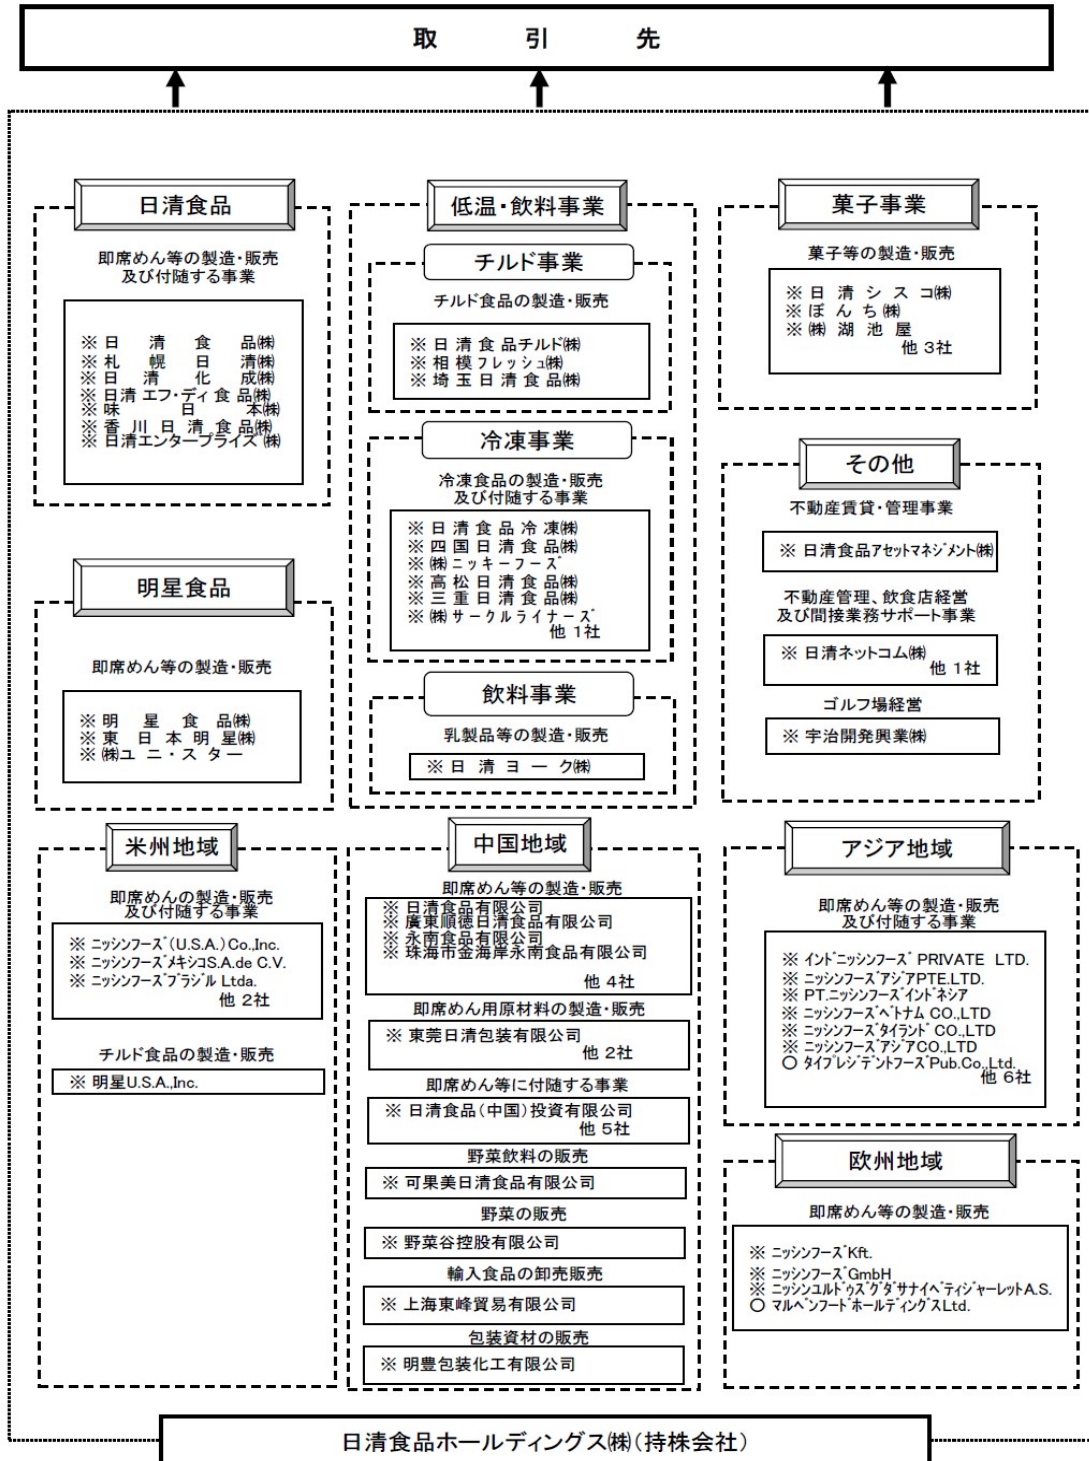 取引先
日清食品
即席めん等の製造・販売
及び付随する事業
※ 日清食品㈱
※ 札幌日清㈱
※ 日清化成㈱
※ 日清エフ・ディ食品㈱
※ 味日本㈱
※ 香川日清食品㈱
※ 日清エンタープライズ㈱
明星食品
即席めん等の製造・販売
※ 明星食品㈱
※ 東日本明星㈱
※ ㈱ユニ・スター
低温・飲料事業
チルド事業
チルド食品の製造・販売
※ 日清食品チルド㈱
※ 相模フレッシュ㈱
※ 埼玉日清食品㈱
冷凍事業
冷凍食品の製造・販売
及び付随する事業
※ 日清食品冷凍㈱
※ 四国日清食品㈱
※ ㈱ニッキーフーズ
※ 高松日清食品㈱
※ 三重日清食品㈱
※ ㈱サークルライナーズ
他 1社
飲料事業
乳製品等の製造・販売
※ 日清ヨーク㈱
菓子事業
菓子等の製造・販売
※ 日清シスコ㈱
※ ぼんち㈱
※ ㈱湖池屋
他 3社
その他
不動産賃貸・管理事業
※ 日清食品アセットマネジメント㈱
不動産管理、飲食店経営
及び間接業務サポート事業
※ 日清ネットコム㈱
他 1社
ゴルフ場経営
※ 宇治開発興業㈱
米州地域
即席めんの製造・販売
及び付随する事業
※ ニッシンフーズ(U.S.A.)Co.,Inc.
※ ニッシンフーズメキシコS.A.de C.V.
※ ニッシンフーズブラジル Ltda.
他 2社
チルド食品の製造・販売
※ 明星U.S.A.,Inc.
中国地域
即席めん等の製造・販売
※ 日清食品有限公司
※ 廣東順徳日清食品有限公司
※ 永南食品有限公司
※ 珠海市金海岸永南食品有限公司
他 4社
即席めん用原材料の製造・販売
※ 東莞日清包装有限公司
他 2社
即席めん等に付随する事業
※ 日清食品(中国)投資有限公司
他 5社
野菜飲料の販売
※ 可果美日清食品有限公司
野菜の販売
※ 野菜谷控股有限公司
輸入食品の卸売販売
※ 上海東峰貿易有限公司
包装資材の販売
※ 明豊包装化工有限公司
アジア地域
即席めん等の製造・販売
及び付随する事業
※ インドニッシンフーズ PRIVATE LTD.
※ ニッシンフーズアジアPTE.LTD.
※ PT.ニッシンフーズインドネシア
※ ニッシンフーズベトナム CO.,LTD
※ ニッシンフーズタイランド CO.,LTD
※ ニッシンフーズアジアCO.,LTD
○ タイプレジデントフーズPub.Co.,Ltd.
他 6社
欧州地域
即席めん等の製造・販売
※ ニッシンフーズKft.
※ ニッシンフーズGmbH
※ ニッシンユルドゥズグダサナイベティジャーレットA.S.
○ マルベンフードホールディングスLtd.
日清食品ホールディングス㈱(持株会社)